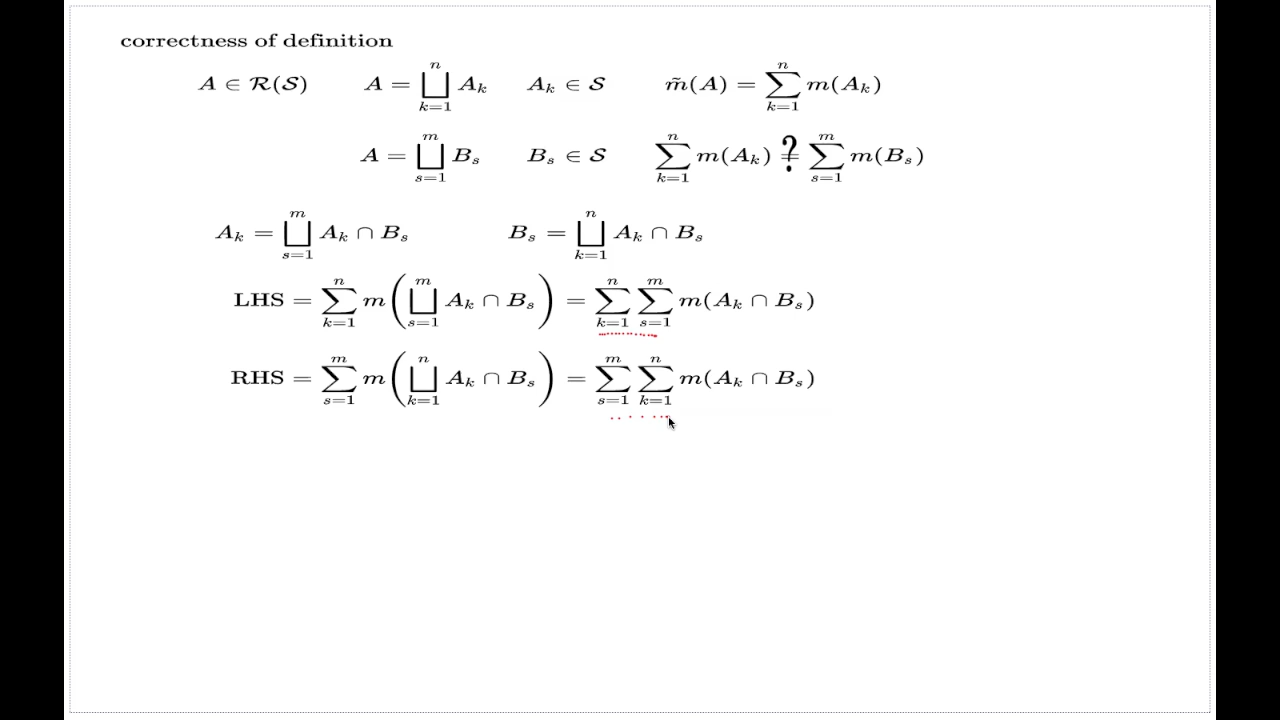 correctness of definition
A ∈ R(S)   A = ⨆_{k=1}^{n} A_k   A_k ∈ S   m̃(A) = ∑_{k=1}^{n} m(A_k)
A = ⨆_{s=1}^{m} B_s   B_s ∈ S   ∑_{k=1}^{n} m(A_k) =? ∑_{s=1}^{m} m(B_s)
A_k = ⨆_{s=1}^{m} A_k ∩ B_s   B_s = ⨆_{k=1}^{n} A_k ∩ B_s
LHS = ∑_{k=1}^{n} m(⨆_{s=1}^{m} A_k ∩ B_s) = ∑_{k=1}^{n} ∑_{s=1}^{m} m(A_k ∩ B_s)
RHS = ∑_{s=1}^{m} m(⨆_{k=1}^{n} A_k ∩ B_s) = ∑_{s=1}^{m} ∑_{k=1}^{n} m(A_k ∩ B_s)